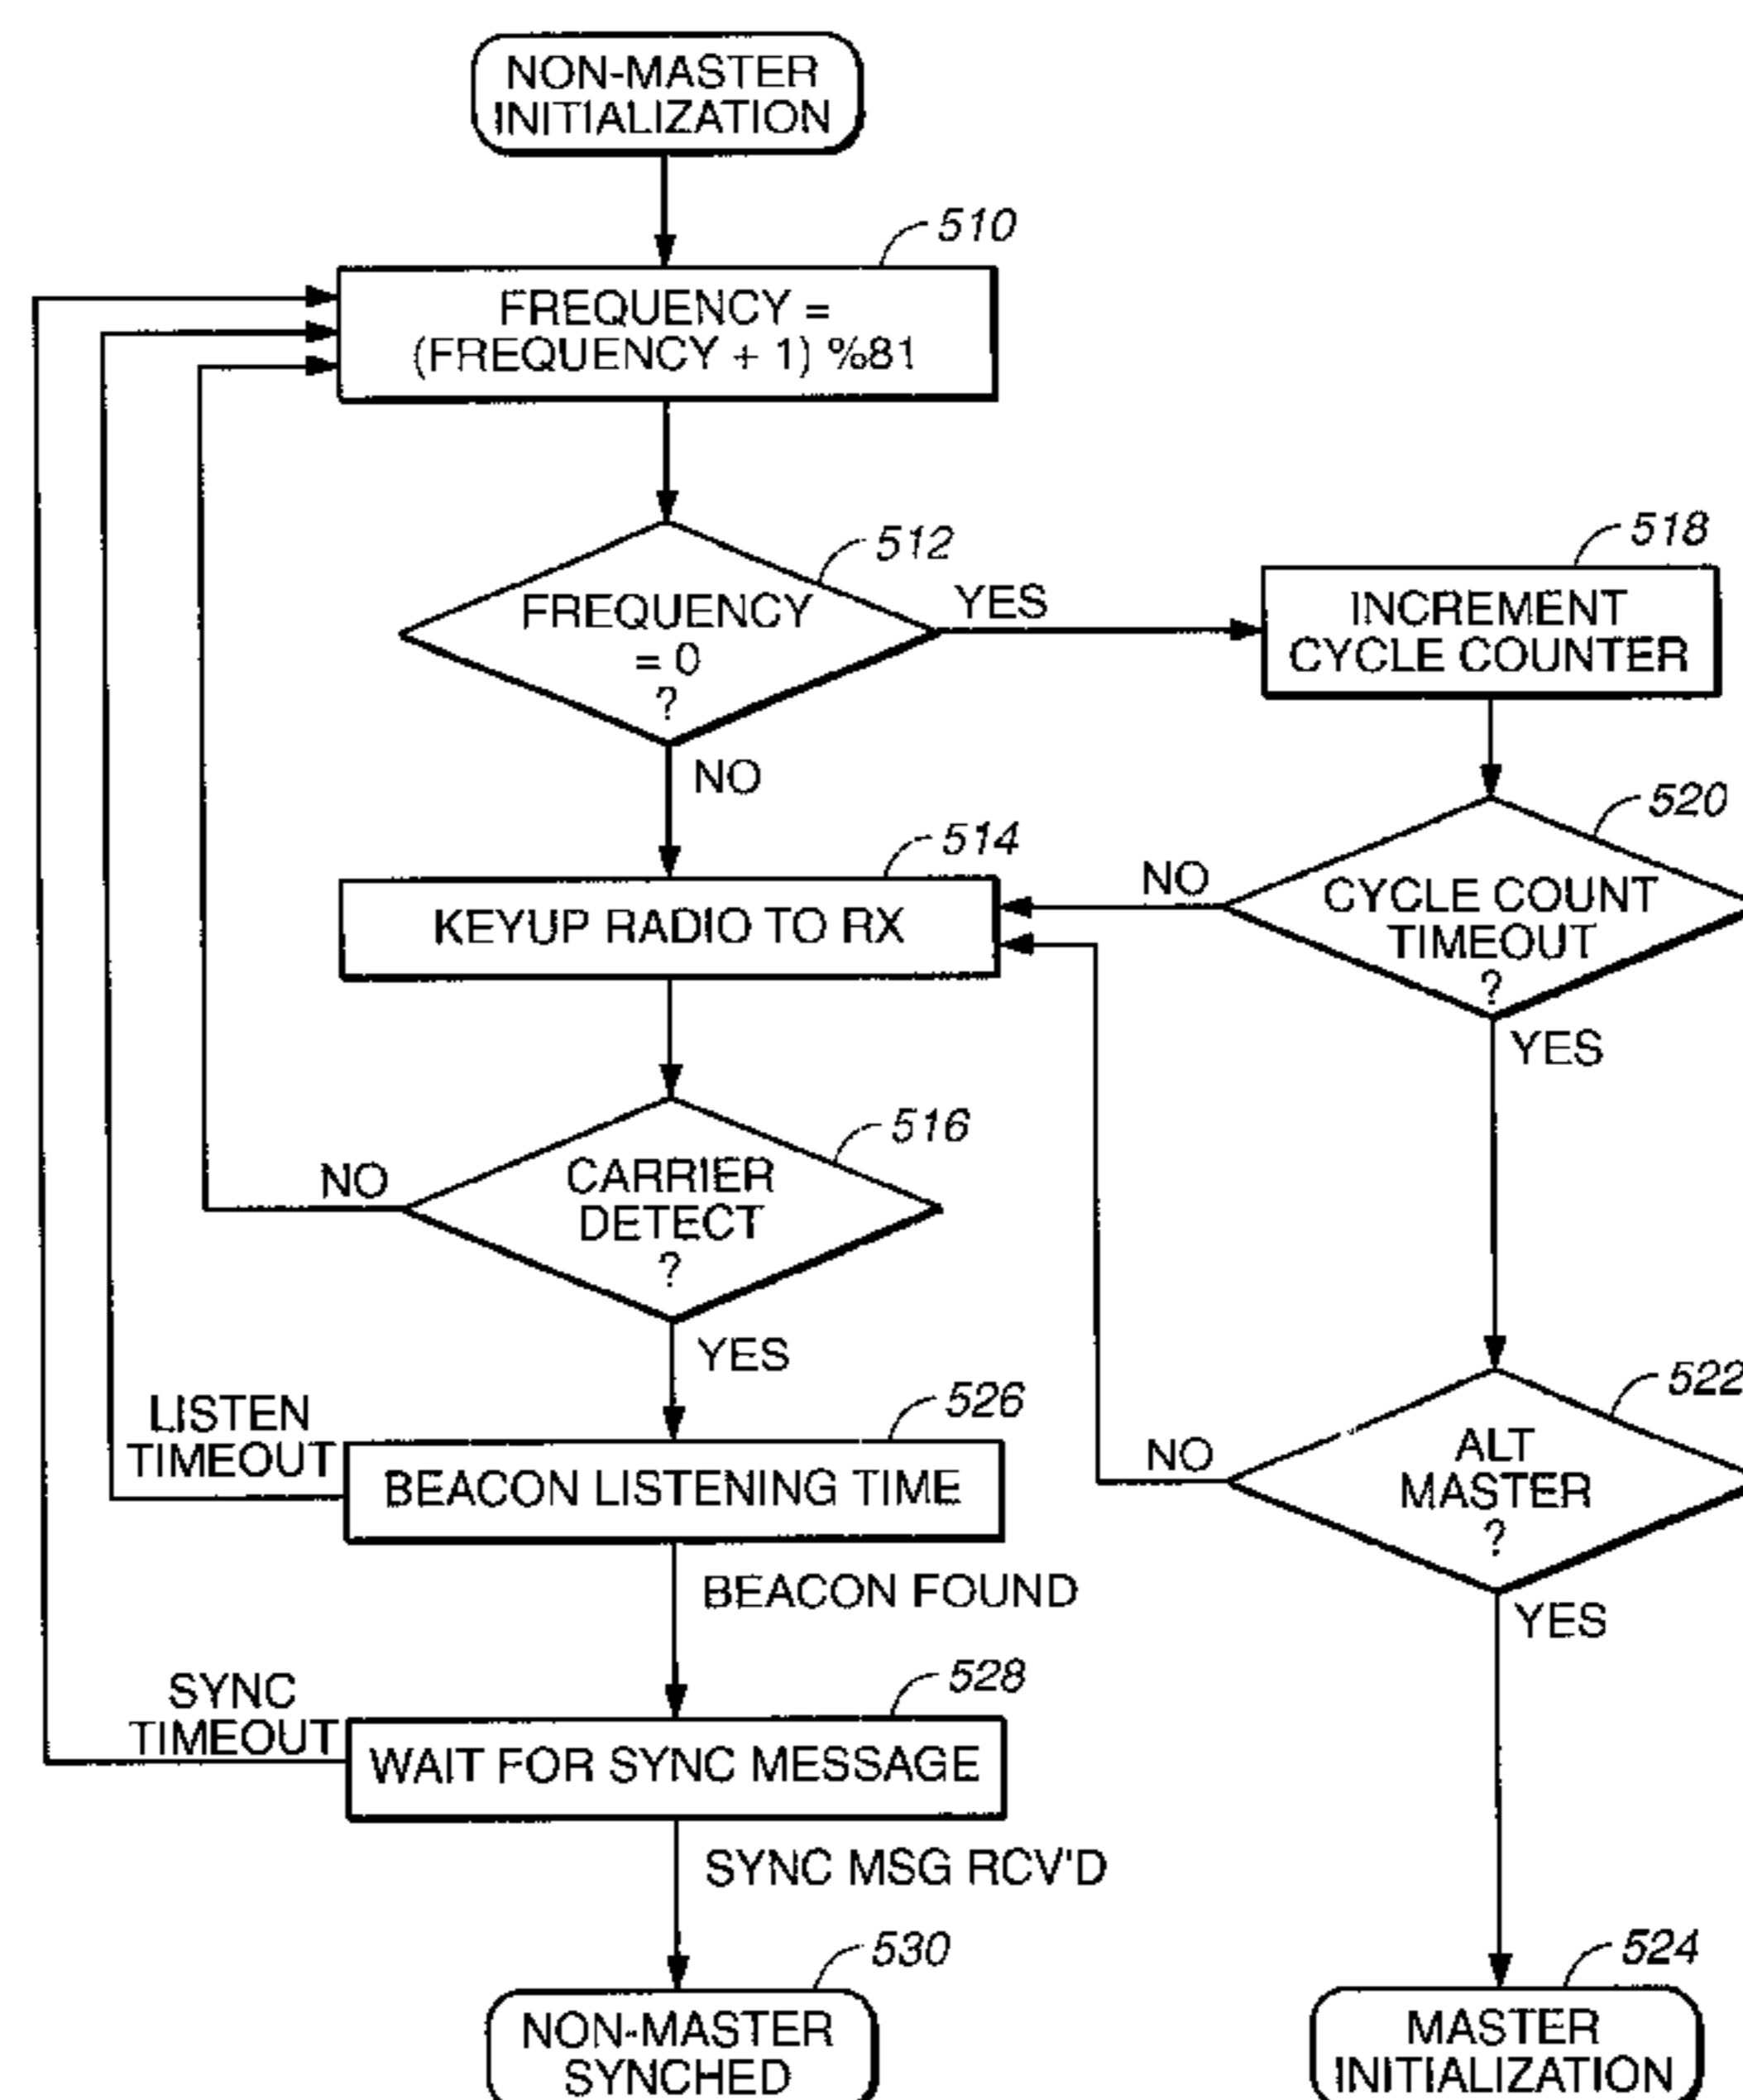 NON-MASTER
INITIALIZATION
510
FREQUENCY =
(FREQUENCY + 1) %81
512
FREQUENCY
= 0
?
YES
NO
518
INCREMENT
CYCLE COUNTER
520
CYCLE COUNT
TIMEOUT
?
NO
YES
514
KEYUP RADIO TO RX
516
CARRIER
DETECT
?
NO
YES
522
ALT
MASTER
?
NO
YES
LISTEN
TIMEOUT
526
BEACON LISTENING TIME
BEACON FOUND
SYNC
TIMEOUT
528
WAIT FOR SYNC MESSAGE
SYNC MSG RCV'D
530
NON-MASTER
SYNCHED
524
MASTER
INITIALIZATION